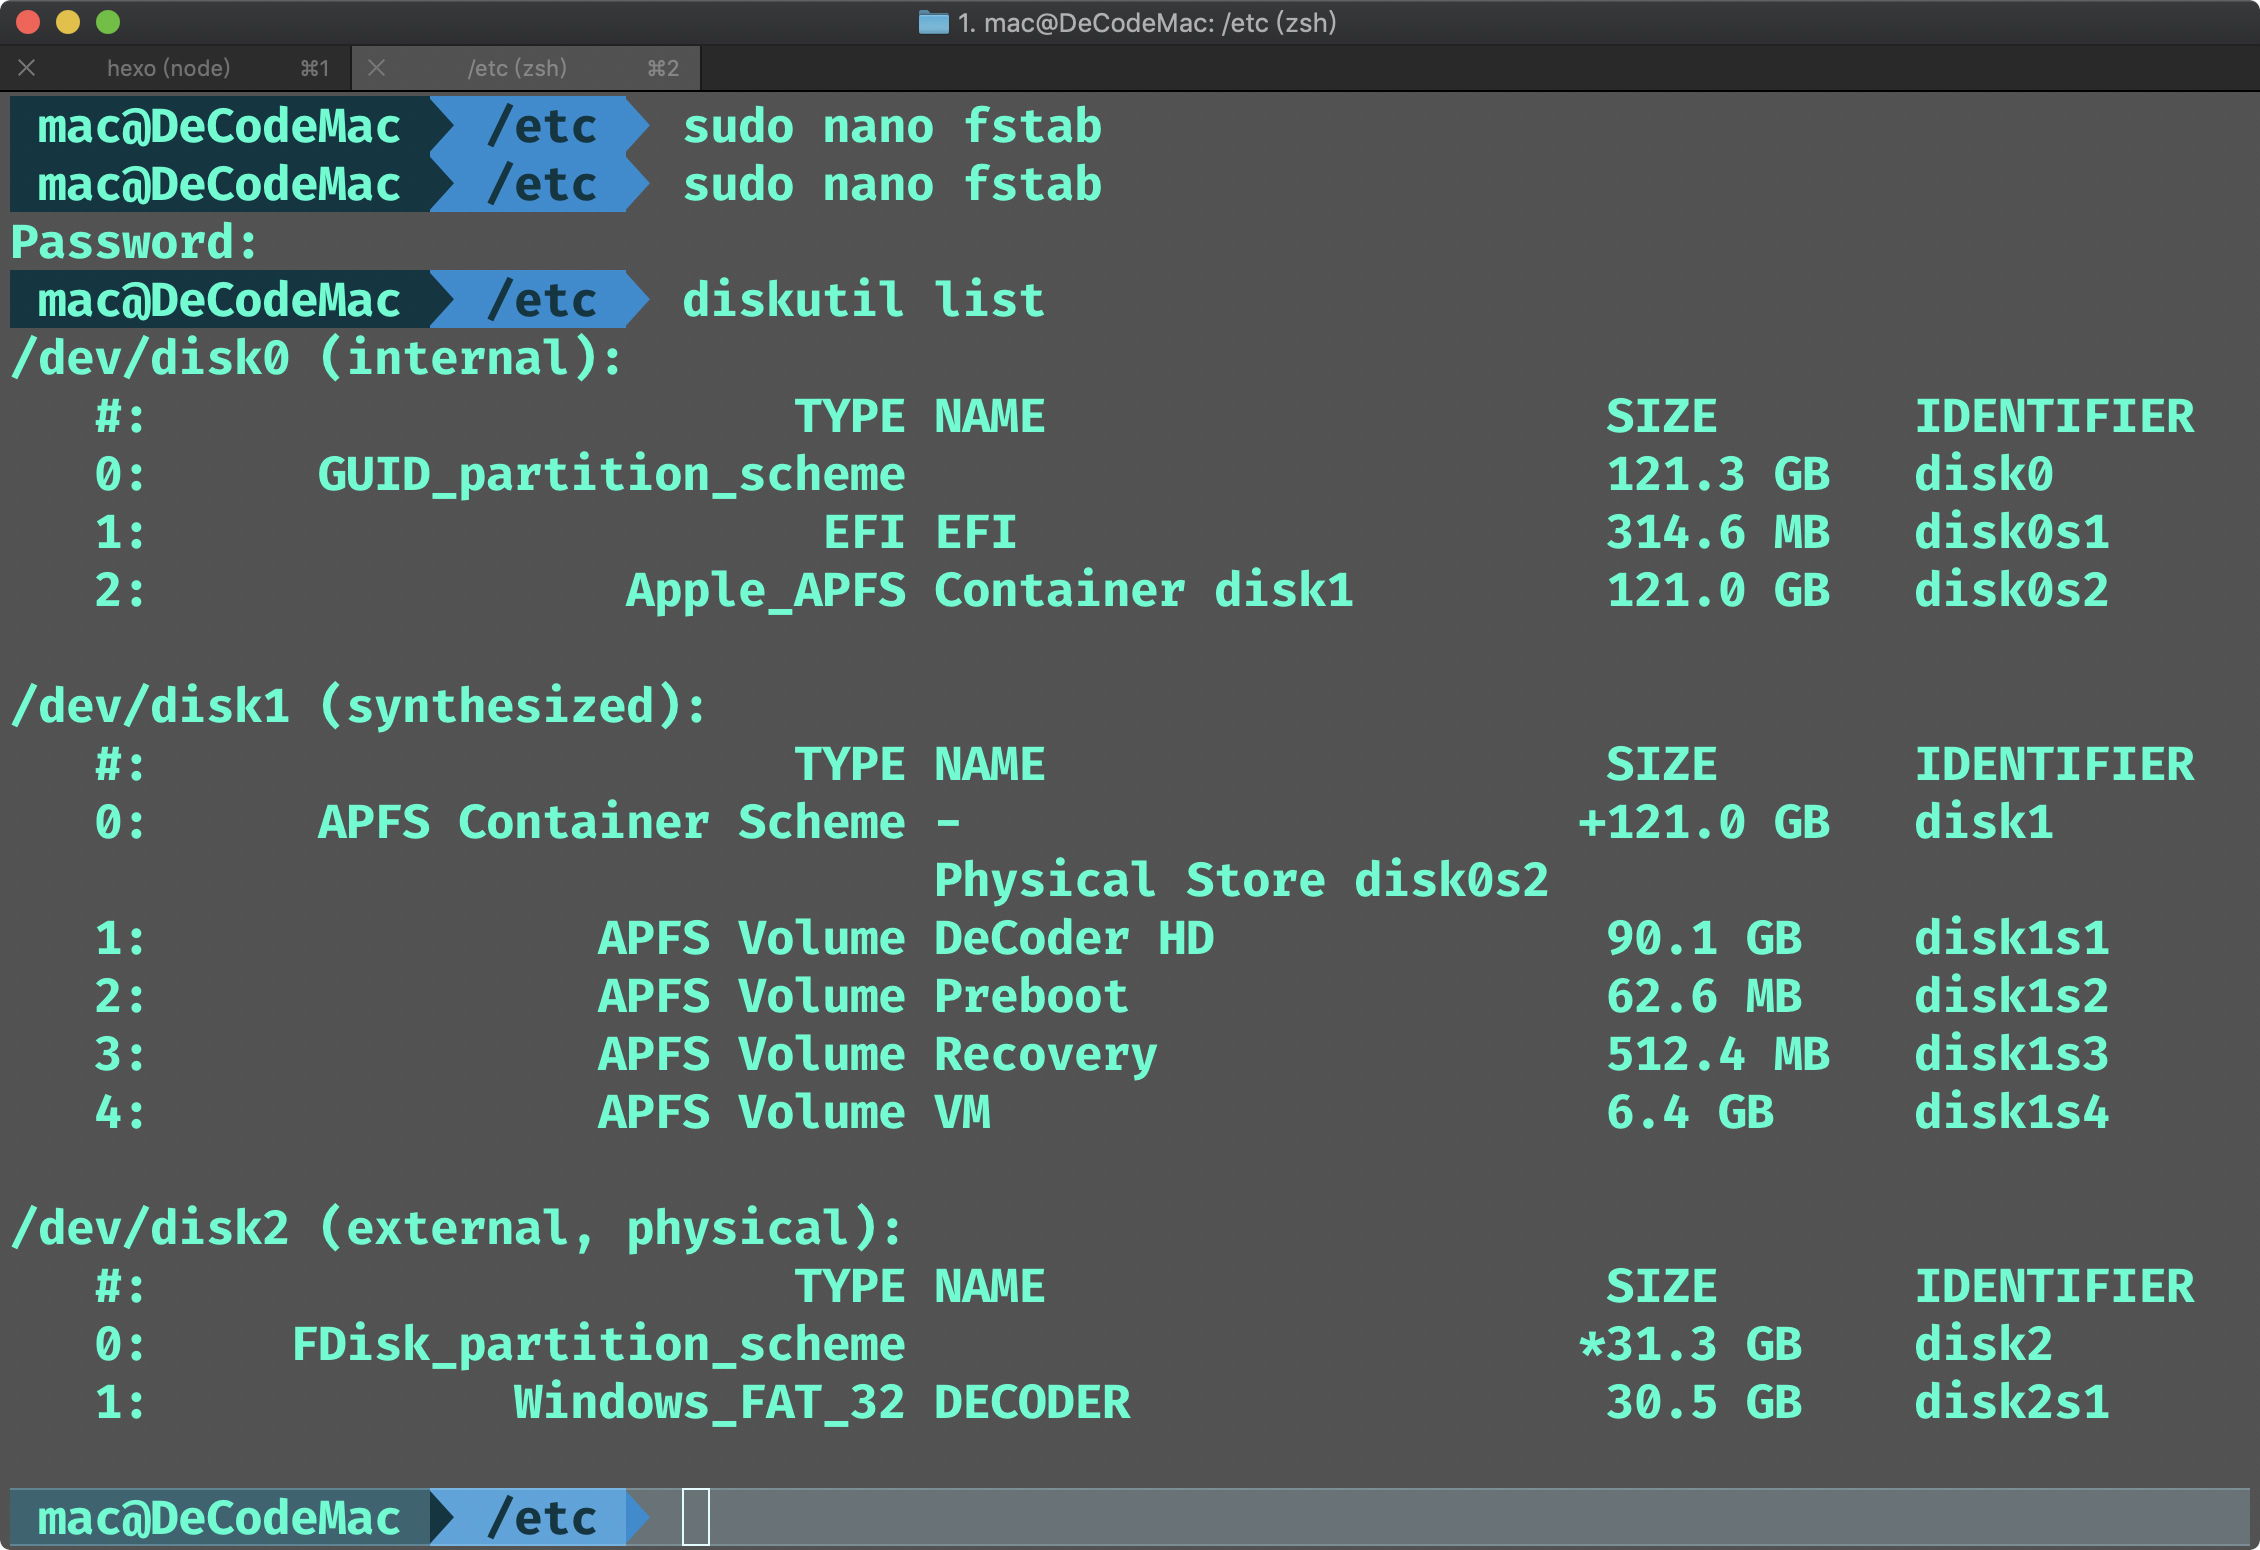 1. mac@DeCodeMac: /etc (zsh)
hexo (node) ⌘1 /etc (zsh) ⌘2
mac@DeCodeMac /etc sudo nano fstab
mac@DeCodeMac /etc sudo nano fstab
Password:
mac@DeCodeMac /etc diskutil list
/dev/disk0 (internal):
#: TYPE NAME SIZE IDENTIFIER
0: GUID_partition_scheme 121.3 GB disk0
1: EFI EFI 314.6 MB disk0s1
2: Apple_APFS Container disk1 121.0 GB disk0s2
/dev/disk1 (synthesized):
#: TYPE NAME SIZE IDENTIFIER
0: APFS Container Scheme - +121.0 GB disk1
Physical Store disk0s2
1: APFS Volume DeCoder HD 90.1 GB disk1s1
2: APFS Volume Preboot 62.6 MB disk1s2
3: APFS Volume Recovery 512.4 MB disk1s3
4: APFS Volume VM 6.4 GB disk1s4
/dev/disk2 (external, physical):
#: TYPE NAME SIZE IDENTIFIER
0: FDisk_partition_scheme *31.3 GB disk2
1: Windows_FAT_32 DECODER 30.5 GB disk2s1
mac@DeCodeMac /etc